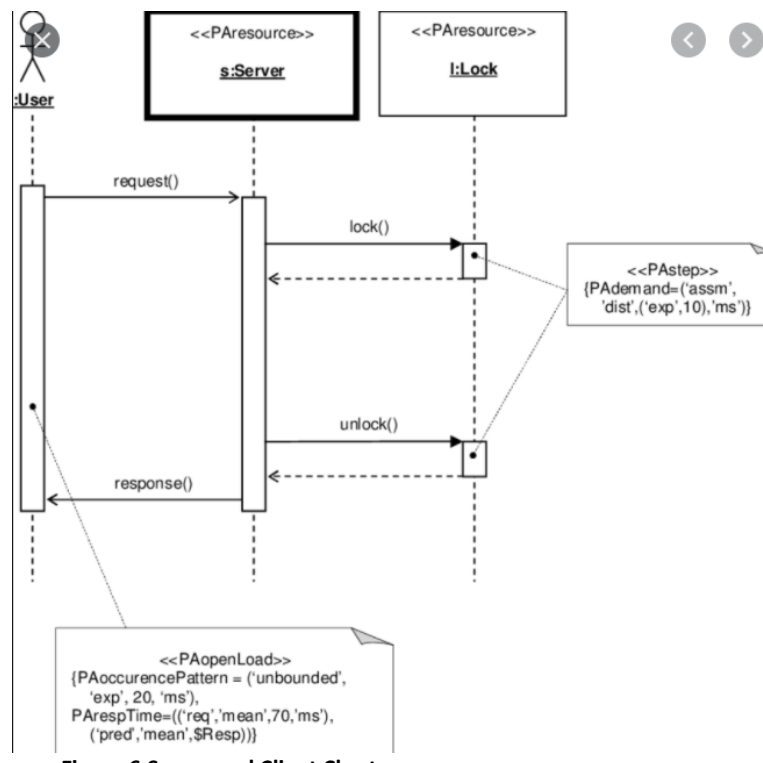 <<PAresource>>
s:Server
<<PAresource>>
l:Lock
:User
request()
lock()
<<PAstep>>
{PAdemand=('assm',
'dist',('exp',10),'ms')}
unlock()
response()
<<PAopenLoad>>
{PAoccurencePattern = ('unbounded',
'exp', 20, 'ms'),
PArespTime=(('req','mean',70,'ms'),
('pred','mean',$Resp))}